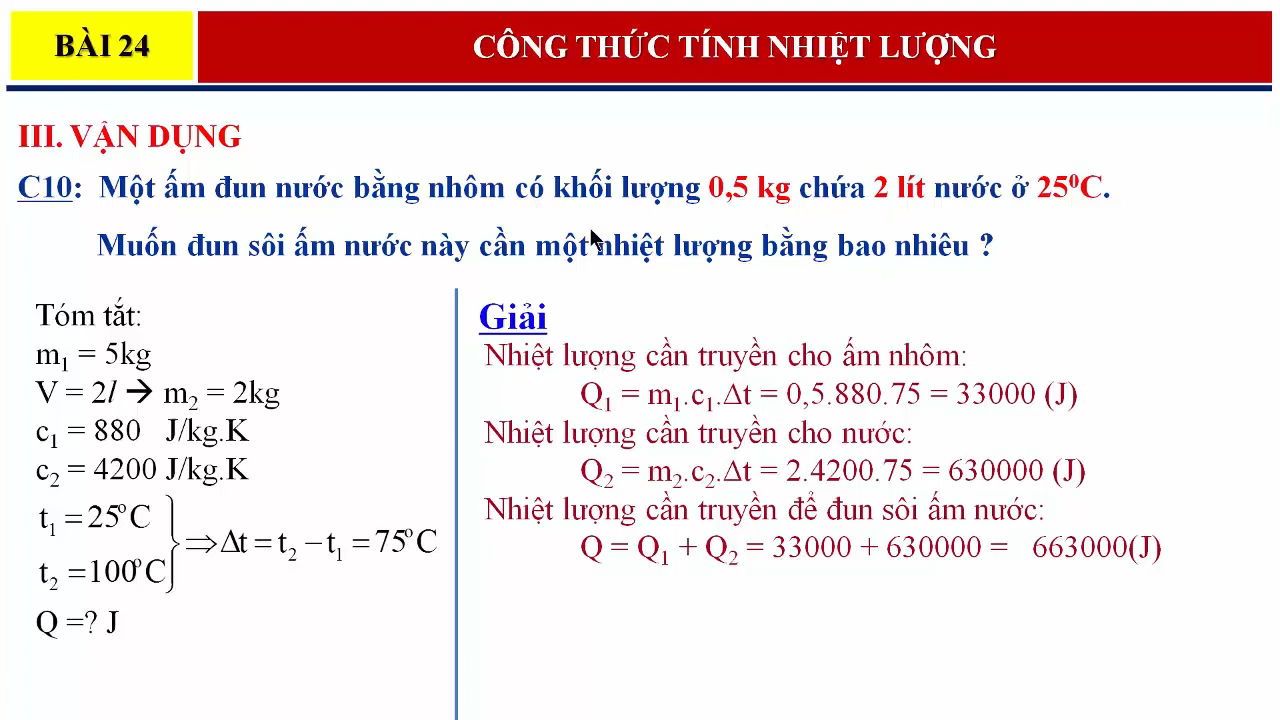 BÀI 24
CÔNG THỨC TÍNH NHIỆT LƯỢNG
III. VẬN DỤNG
C10: Một ấm đun nước bằng nhôm có khối lượng 0,5 kg chứa 2 lít nước ở 25⁰C.
Muốn đun sôi ấm nước này cần một nhiệt lượng bằng bao nhiêu ?
Tóm tắt:
m₁ = 5kg
V = 2l → m₂ = 2kg
c₁ = 880 J/kg.K
c₂ = 4200 J/kg.K
t₁ = 25°C
t₂ = 100°C
⇒ Δt = t₂ − t₁ = 75°C
Q =? J
Giải
Nhiệt lượng cần truyền cho ấm nhôm:
Q₁ = m₁.c₁.Δt = 0,5.880.75 = 33000 (J)
Nhiệt lượng cần truyền cho nước:
Q₂ = m₂.c₂.Δt = 2.4200.75 = 630000 (J)
Nhiệt lượng cần truyền để đun sôi ấm nước:
Q = Q₁ + Q₂ = 33000 + 630000 = 663000(J)